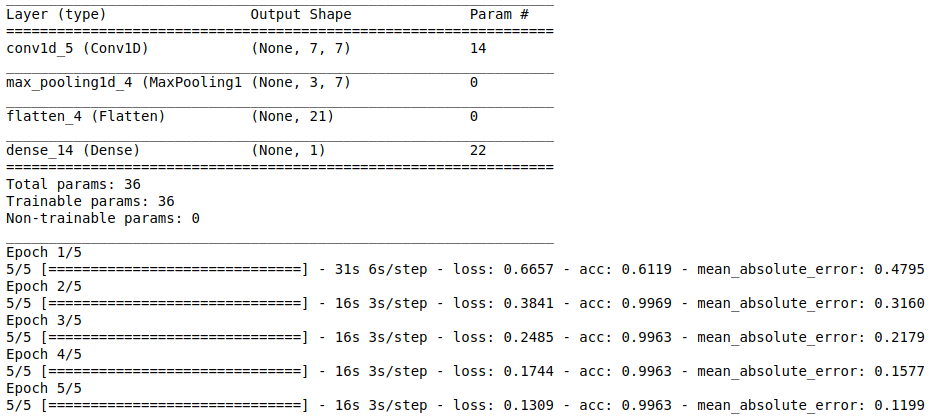 _________________________________________________________________
Layer (type)                 Output Shape              Param #
=================================================================
conv1d_5 (Conv1D)            (None, 7, 7)              14
_________________________________________________________________
max_pooling1d_4 (MaxPooling1 (None, 3, 7)              0
_________________________________________________________________
flatten_4 (Flatten)          (None, 21)                0
_________________________________________________________________
dense_14 (Dense)             (None, 1)                 22
=================================================================
Total params: 36
Trainable params: 36
Non-trainable params: 0
_________________________________________________________________
Epoch 1/5
5/5 [==============================] - 31s 6s/step - loss: 0.6657 - acc: 0.6119 - mean_absolute_error: 0.4795
Epoch 2/5
5/5 [==============================] - 16s 3s/step - loss: 0.3841 - acc: 0.9969 - mean_absolute_error: 0.3160
Epoch 3/5
5/5 [==============================] - 16s 3s/step - loss: 0.2485 - acc: 0.9963 - mean_absolute_error: 0.2179
Epoch 4/5
5/5 [==============================] - 16s 3s/step - loss: 0.1744 - acc: 0.9963 - mean_absolute_error: 0.1577
Epoch 5/5
5/5 [==============================] - 16s 3s/step - loss: 0.1309 - acc: 0.9963 - mean_absolute_error: 0.1199